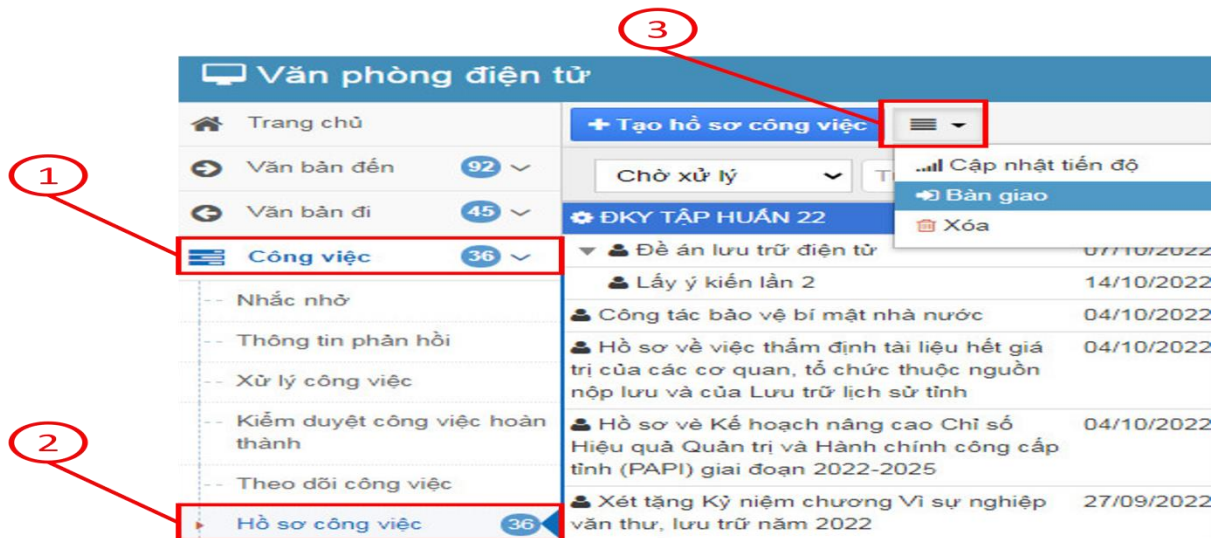 3
Văn phòng điện tử
Trang chủ
+ Tạo hồ sơ công việc
1
Văn bản đến 92
Chờ xử lý
Cập nhật tiến độ
Bàn giao
Xóa
Văn bản đi 45
ĐKY TẬP HUẤN 22
Công việc 36
Đề án lưu trữ điện tử 07/10/2022
Lấy ý kiến lần 2 14/10/2022
Nhắc nhở
Công tác bảo vệ bí mật nhà nước 04/10/2022
Thông tin phản hồi
Hồ sơ về việc thẩm định tài liệu hết giá 04/10/2022
trị của các cơ quan, tổ chức thuộc nguồn
nộp lưu và của Lưu trữ lịch sử tỉnh
Xử lý công việc
Kiểm duyệt công việc hoàn
thành
2
Hồ sơ vè Kế hoạch nâng cao Chỉ số 04/10/2022
Hiệu quả Quản trị và Hành chính công cấp
tỉnh (PAPI) giai đoạn 2022-2025
Theo dõi công việc
Hồ sơ công việc 36
Xét tặng Kỷ niệm chương Vì sự nghiệp 27/09/2022
văn thư, lưu trữ năm 2022